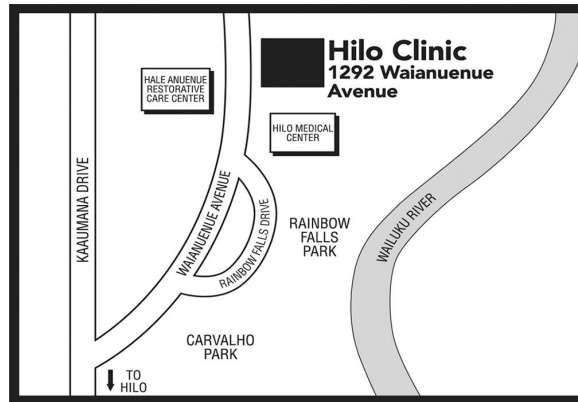 Hilo Clinic
1292 Waianuenue
Avenue
HALE ANUENUE
RESTORATIVE
CARE CENTER
HILO MEDICAL
CENTER
KAAUMANA DRIVE
WAIANUENUE AVENUE
RAINBOW FALLS DRIVE
RAINBOW
FALLS
PARK
WAILUKU RIVER
CARVALHO
PARK
TO
HILO